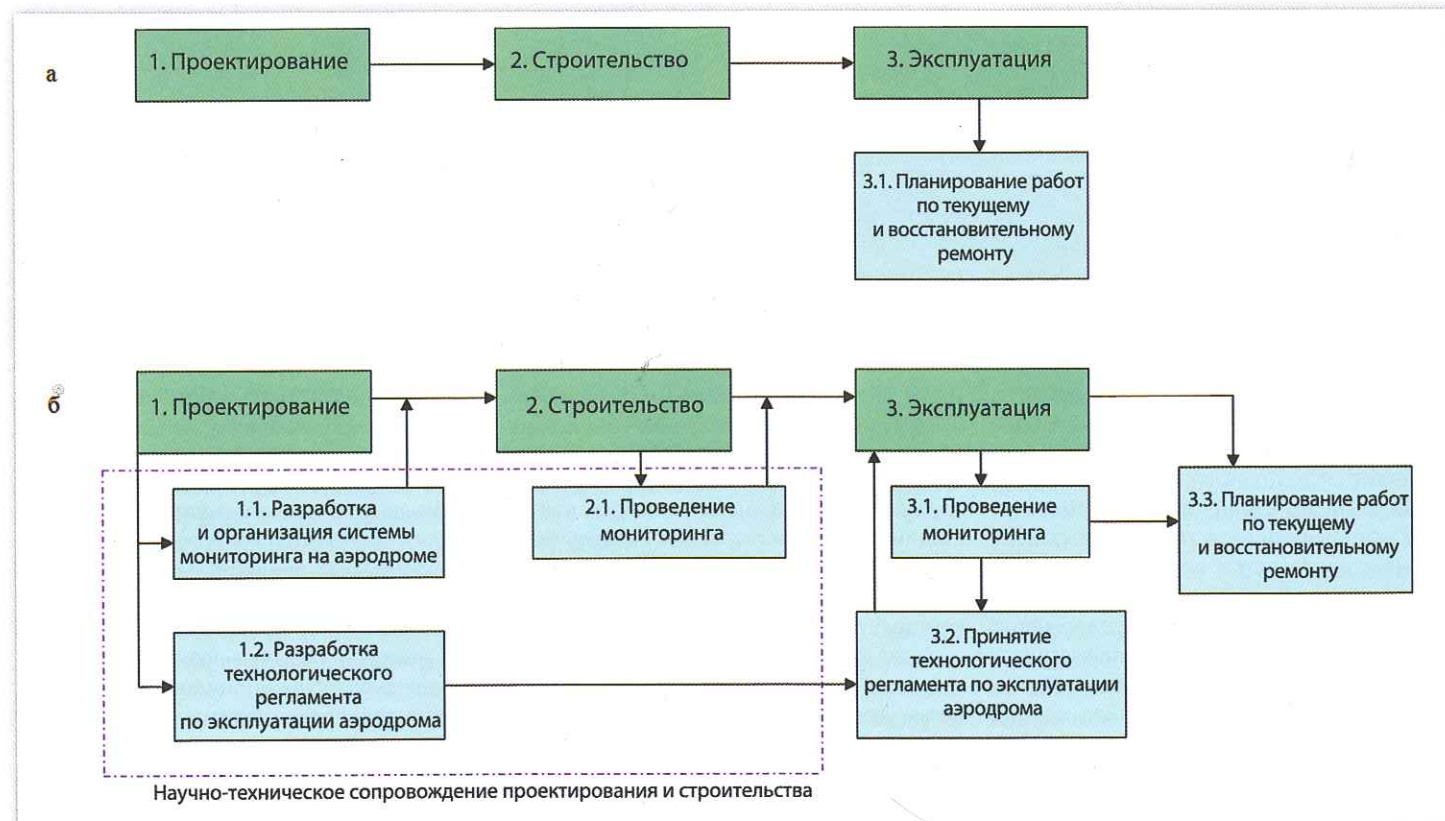 а
1. Проектирование
2. Строительство
3. Эксплуатация
3.1. Планирование работ
по текущему
и восстановительному
ремонту
б
1. Проектирование
2. Строительство
3. Эксплуатация
1.1. Разработка
и организация системы
мониторинга на аэродроме
2.1. Проведение
мониторинга
3.1. Проведение
мониторинга
3.3. Планирование работ
по текущему
и восстановительному
ремонту
1.2. Разработка
технологического
регламента
по эксплуатации аэродрома
3.2. Принятие
технологического
регламента по эксплуатации
аэродрома
Научно-техническое сопровождение проектирования и строительства